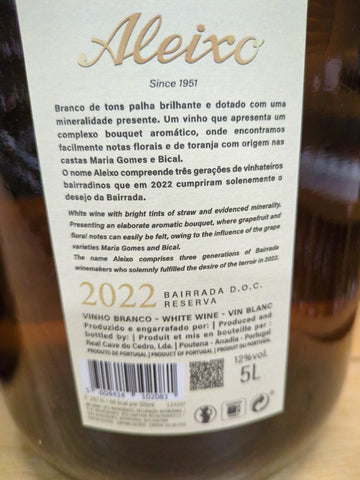 Aleixo
Since 1951
Branco de tons palha brilhante e dotado com uma
mineralidade presente. Um vinho que apresenta um
complexo bouquet aromático, onde encontramos
facilmente notas florais e de toranja com origem nas
castas Maria Gomes e Bical.
O nome Aleixo compreende três gerações de vinhateiros
bairradinos que em 2022 cumpriram solenemente o
desejo da Bairrada.
White wine with bright tints of straw and evidenced minerality.
Presenting an elaborate aromatic bouquet, where grapefruit and
floral notes can easily be felt, owing to the influence of the grape
varieties Maria Gomes and Bical.
The name Aleixo comprises three generations of Bairrada
winemakers who solemnly fulfilled the desire of the terroir in 2022.
2022 BAIRRADA D.O.C.
RESERVA
VINHO BRANCO - WHITE WINE - VIN BLANC
Produzido e engarrafado por: | Produced and
bottled by: | Produit et mis en bouteille par :
Real Cave do Cedro, Lda. | Poutena - Anadia - Portugal
PRODUTO DE PORTUGAL | PRODUCT OF PORTUGAL | PRODUIT DU PORTUGAL
12% vol.
5L
5 604414 102081